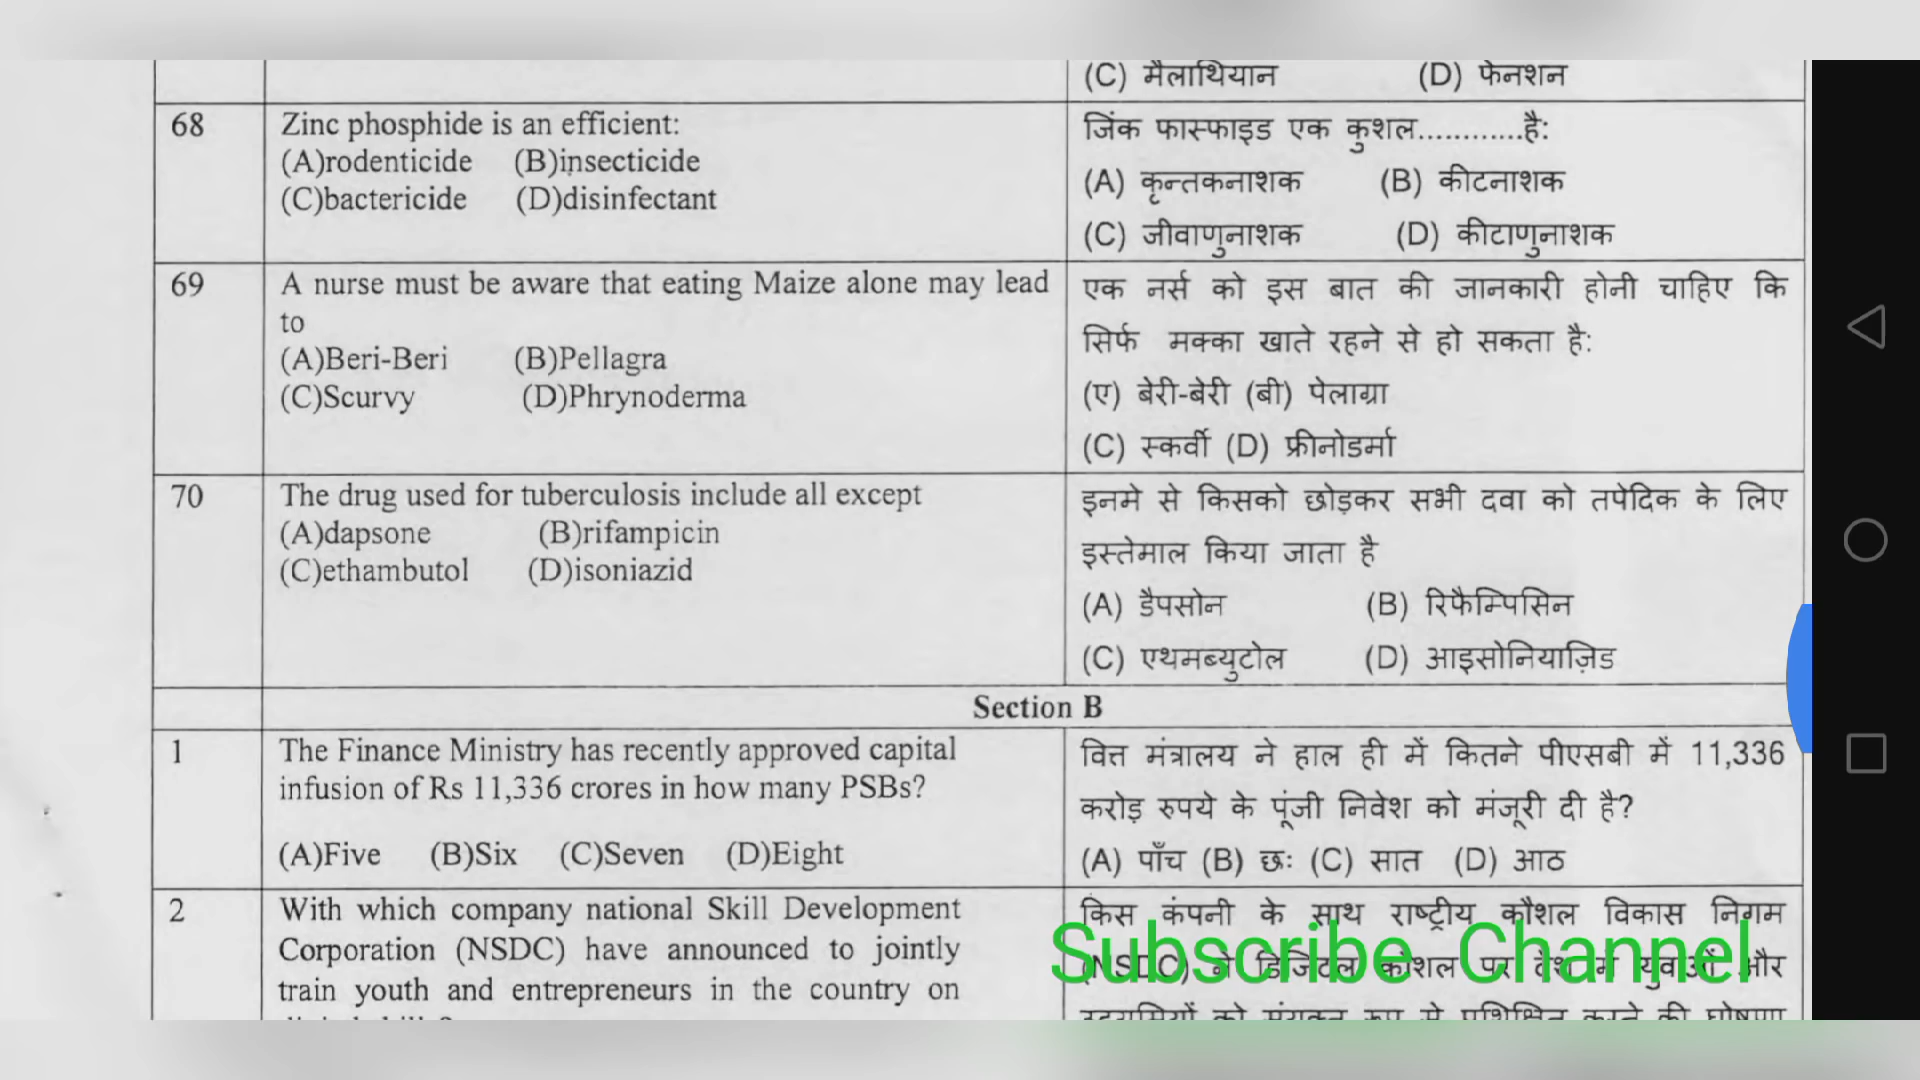 (C) मैलाथियान (D) फेनशन
68 Zinc phosphide is an efficient:
(A)rodenticide (B)insecticide
(C)bactericide (D)disinfectant
जिंक फास्फाइड एक कुशल............है:
(A) कृन्तकनाशक (B) कीटनाशक
(C) जीवाणुनाशक (D) कीटाणुनाशक
69 A nurse must be aware that eating Maize alone may lead
to
(A)Beri-Beri (B)Pellagra
(C)Scurvy (D)Phrynoderma
एक नर्स को इस बात की जानकारी होनी चाहिए कि
सिर्फ मक्का खाते रहने से हो सकता है:
(ए) बेरी-बेरी (बी) पेलाग्रा
(C) स्कर्वी (D) फ्रीनोडर्मा
70 The drug used for tuberculosis include all except
(A)dapsone (B)rifampicin
(C)ethambutol (D)isoniazid
इनमे से किसको छोड़कर सभी दवा को तपेदिक के लिए
इस्तेमाल किया जाता है
(A) डैपसोन (B) रिफैम्पिसिन
(C) एथमब्युटोल (D) आइसोनियाज़िड
Section B
1 The Finance Ministry has recently approved capital
infusion of Rs 11,336 crores in how many PSBs?
(A)Five (B)Six (C)Seven (D)Eight
वित्त मंत्रालय ने हाल ही में कितने पीएसबी में 11,336
करोड़ रुपये के पूंजी निवेश को मंजूरी दी है?
(A) पाँच (B) छः (C) सात (D) आठ
2 With which company national Skill Development
Corporation (NSDC) have announced to jointly
train youth and entrepreneurs in the country on
किस कंपनी के साथ राष्ट्रीय कौशल विकास निगम
(NSDC) ने डिजिटल कौशल पर देश में युवाओं और
Subscribe Channel